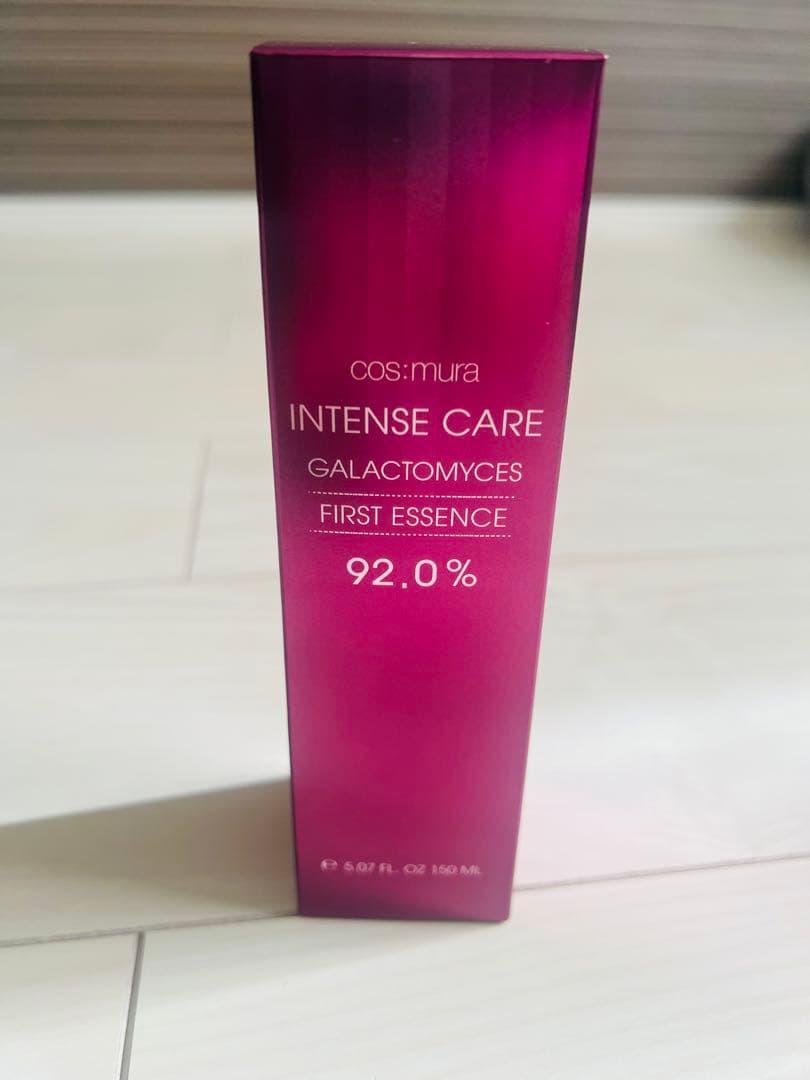 cos:mura
INTENSE CARE
GALACTOMYCES
FIRST ESSENCE
92.0%
℮ 5.07 FL. OZ 150 ML